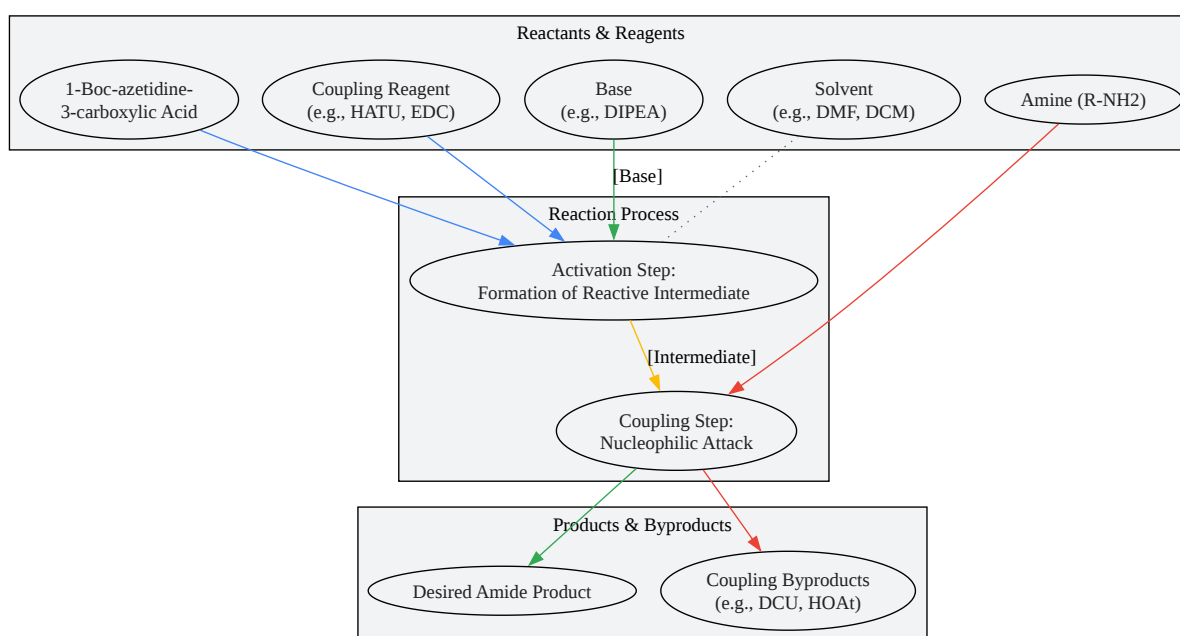 Reactants & Reagents
1-Boc-azetidine-
3-carboxylic Acid
Coupling Reagent
(e.g., HATU, EDC)
Base
(e.g., DIPEA)
Solvent
(e.g., DMF, DCM)
Amine (R-NH2)
[Base]
Reaction Process
Activation Step:
Formation of Reactive Intermediate
[Intermediate]
Coupling Step:
Nucleophilic Attack
Products & Byproducts
Desired Amide Product
Coupling Byproducts
(e.g., DCU, HOAt)